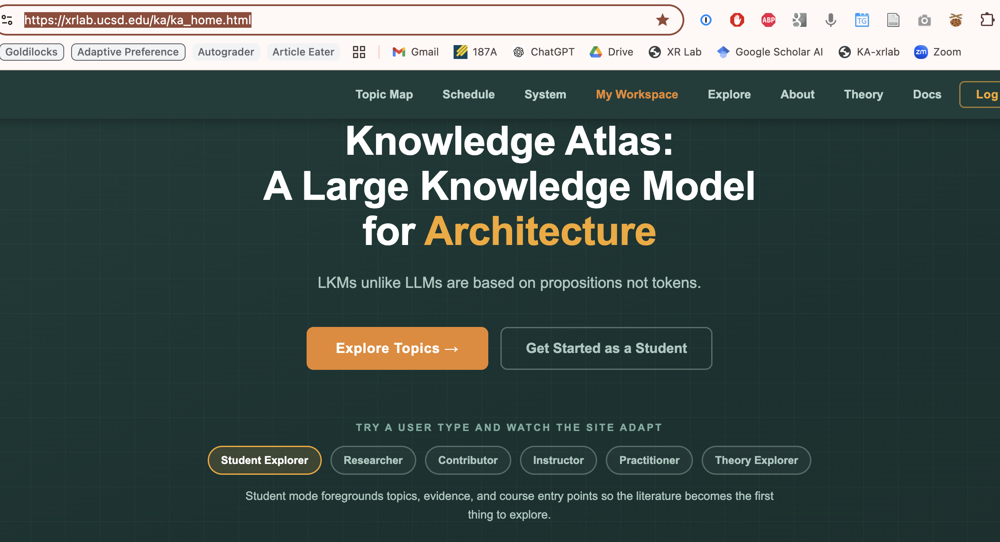 https://xrlab.ucsd.edu/ka/ka_home.html
ABP
TG
Goldilocks Adaptive Preference Autograder Article Eater Gmail 187A ChatGPT Drive XR Lab Google Scholar AI KA-xrlab zm Zoom
Topic Map Schedule System My Workspace Explore About Theory Docs Log
Knowledge Atlas:
A Large Knowledge Model
for Architecture
LKMs unlike LLMs are based on propositions not tokens.
Explore Topics → Get Started as a Student
TRY A USER TYPE AND WATCH THE SITE ADAPT
Student Explorer Researcher Contributor Instructor Practitioner Theory Explorer
Student mode foregrounds topics, evidence, and course entry points so the literature becomes the first
thing to explore.